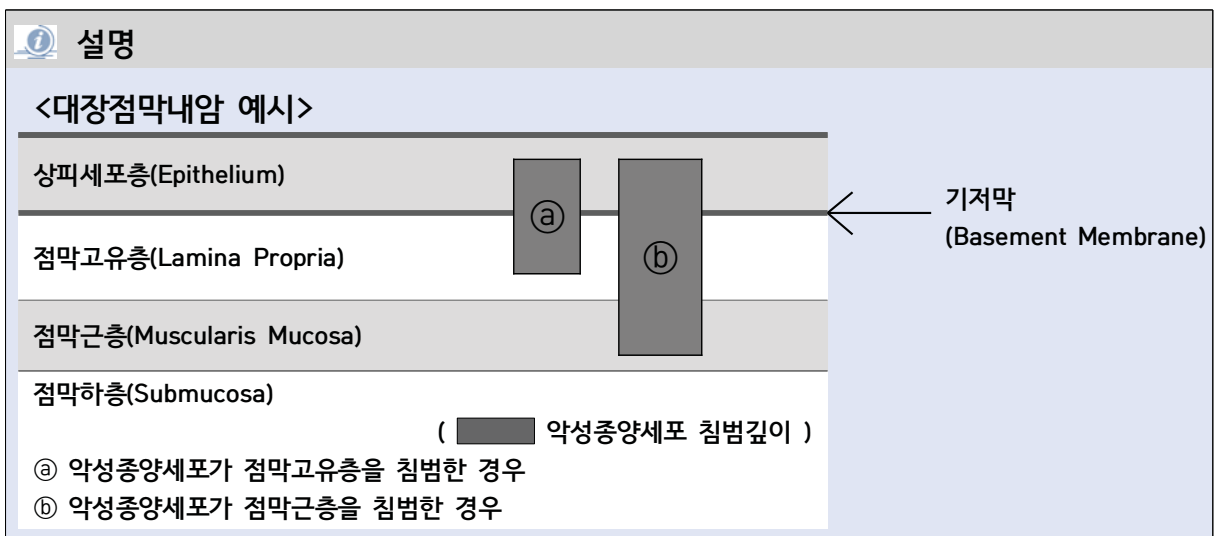 설명
<대장점막내암 예시>
상피세포층(Epithelium)
ⓐ
기저막
(Basement Membrane)
점막고유층(Lamina Propria)
ⓑ
점막근층(Muscularis Mucosa)
점막하층(Submucosa)
( 악성종양세포 침범깊이 )
ⓐ 악성종양세포가 점막고유층을 침범한 경우
ⓑ 악성종양세포가 점막근층을 침범한 경우